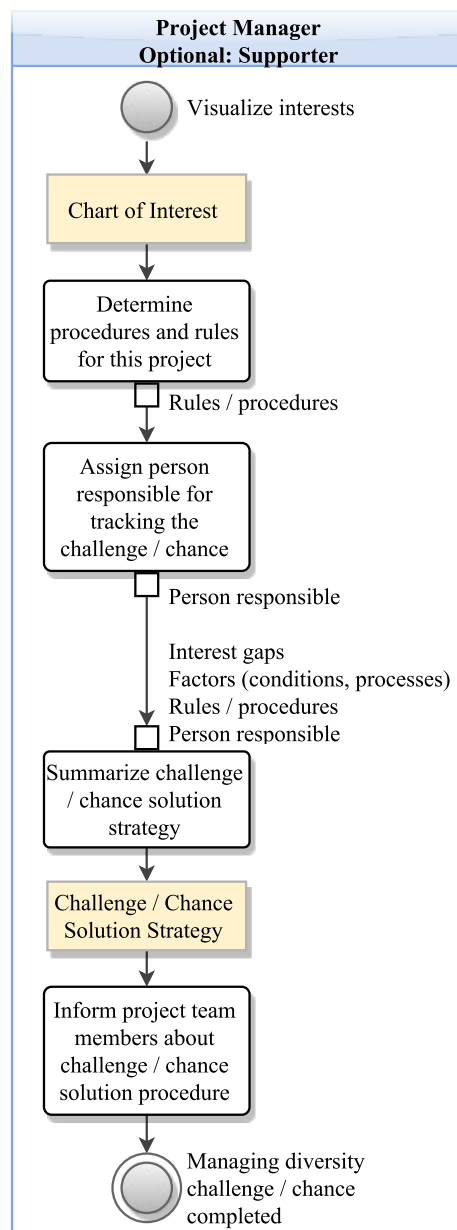 Project Manager
Optional: Supporter
Visualize interests
Chart of Interest
Determine
procedures and rules
for this project
Rules / procedures
Assign person
responsible for
tracking the
challenge / chance
Person responsible
Interest gaps
Factors (conditions, processes)
Rules / procedures
Person responsible
Summarize challenge
/ chance solution
strategy
Challenge / Chance
Solution Strategy
Inform project team
members about
challenge / chance
solution procedure
Managing diversity
challenge / chance
completed